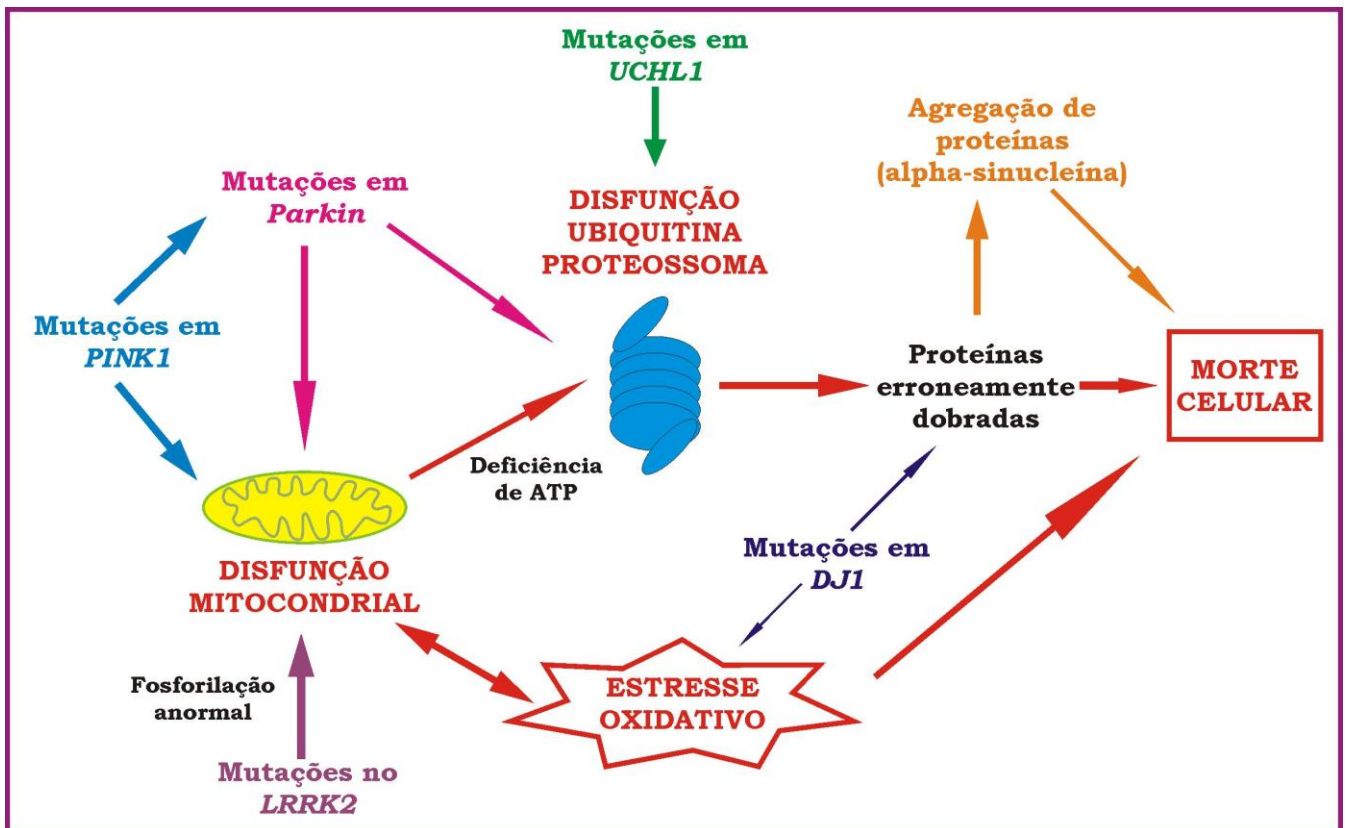 Mutações em
UCHL1
Agregação de
proteínas
(alpha-sinucleína)
Mutações em
Parkin
DISFUNÇÃO
UBIQUITINA
PROTEOSSOMA
Mutações em
PINK1
Proteínas
erroneamente
dobradas
MORTE
CELULAR
Deficiência
de ATP
DISFUNÇÃO
MITOCONDRIAL
Mutações em
DJ1
Fosforilação
anormal
ESTRESSE
OXIDATIVO
Mutações no
LRRK2